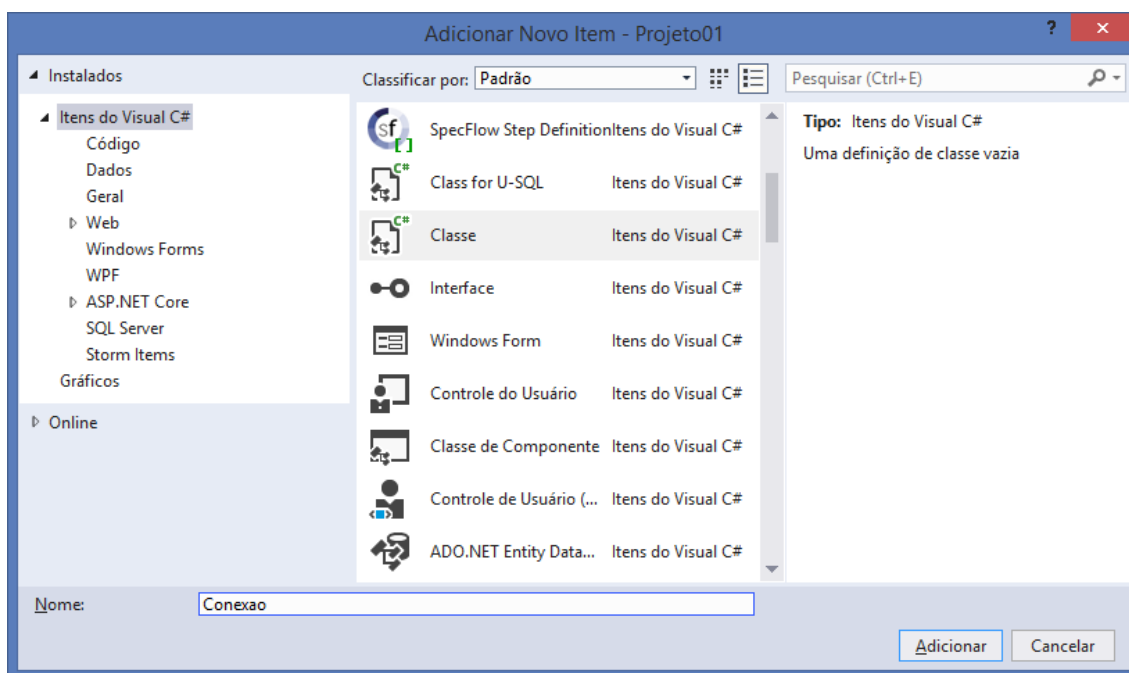 Adicionar Novo Item - Projeto01
?
Instalados
Classificar por: Padrão
Pesquisar (Ctrl+E)
Itens do Visual C#
Código
Dados
Geral
Web
Windows Forms
WPF
ASP.NET Core
SQL Server
Storm Items
Gráficos
Online
sf SpecFlow Step Definition Itens do Visual C#
C# Class for U-SQL Itens do Visual C#
C# Classe Itens do Visual C#
Interface Itens do Visual C#
Windows Form Itens do Visual C#
Controle do Usuário Itens do Visual C#
Classe de Componente Itens do Visual C#
Controle de Usuário (... Itens do Visual C#
ADO.NET Entity Data... Itens do Visual C#
Tipo: Itens do Visual C#
Uma definição de classe vazia
Nome: Conexao
Adicionar Cancelar